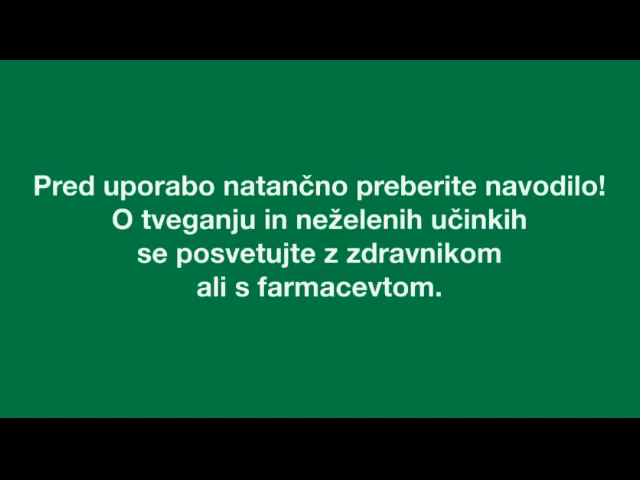 Pred uporabo natančno preberite navodilo!
O tveganju in neželenih učinkih
se posvetujte z zdravnikom
ali s farmacevtom.